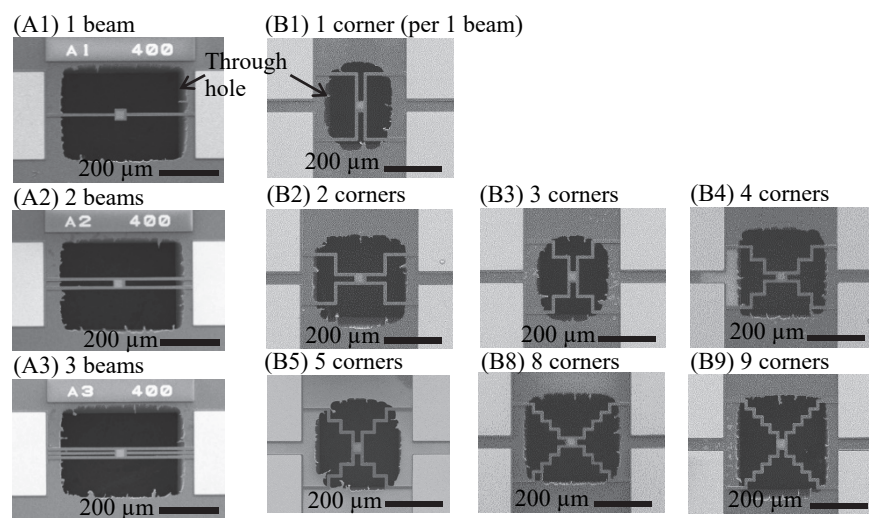 (A1) 1 beam
(B1) 1 corner (per 1 beam)
A1 400
Through
hole
200 µm
200 µm
(A2) 2 beams
(B2) 2 corners
(B3) 3 corners
(B4) 4 corners
A2 400
200 µm
200 µm
200 µm
200 µm
(A3) 3 beams
(B5) 5 corners
(B8) 8 corners
(B9) 9 corners
A3 400
200 µm
200 µm
200 µm
200 µm